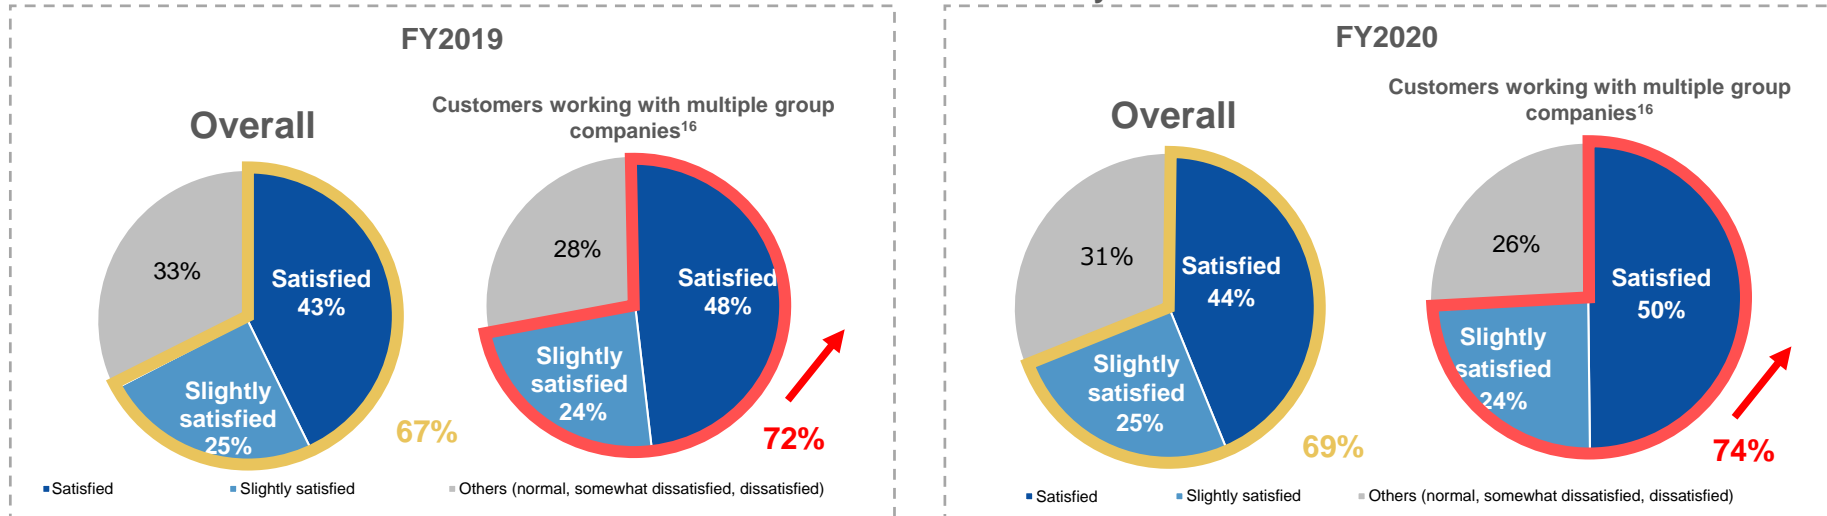 FY2019
Overall
Customers working with multiple group
companies16
33%
Satisfied
43%
Slightly
satisfied
25%
67%
28%
Satisfied
48%
Slightly
satisfied
24%
72%
■Satisfied
■Slightly satisfied
■Others (normal, somewhat dissatisfied, dissatisfied)
FY2020
Overall
Customers working with multiple group
companies16
31%
Satisfied
44%
Slightly
satisfied
25%
69%
26%
Satisfied
50%
Slightly
satisfied
24%
74%
■Satisfied
■Slightly satisfied
■Others (normal, somewhat dissatisfied, dissatisfied)